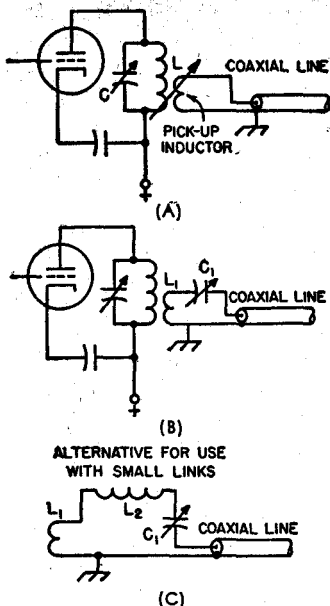 C
L
COAXIAL LINE
PICK-UP
INDUCTOR
+
(A)
L1
C1
COAXIAL LINE
+
(B)
ALTERNATIVE FOR USE
WITH SMALL LINKS
L1
L2
C1
COAXIAL LINE
(C)